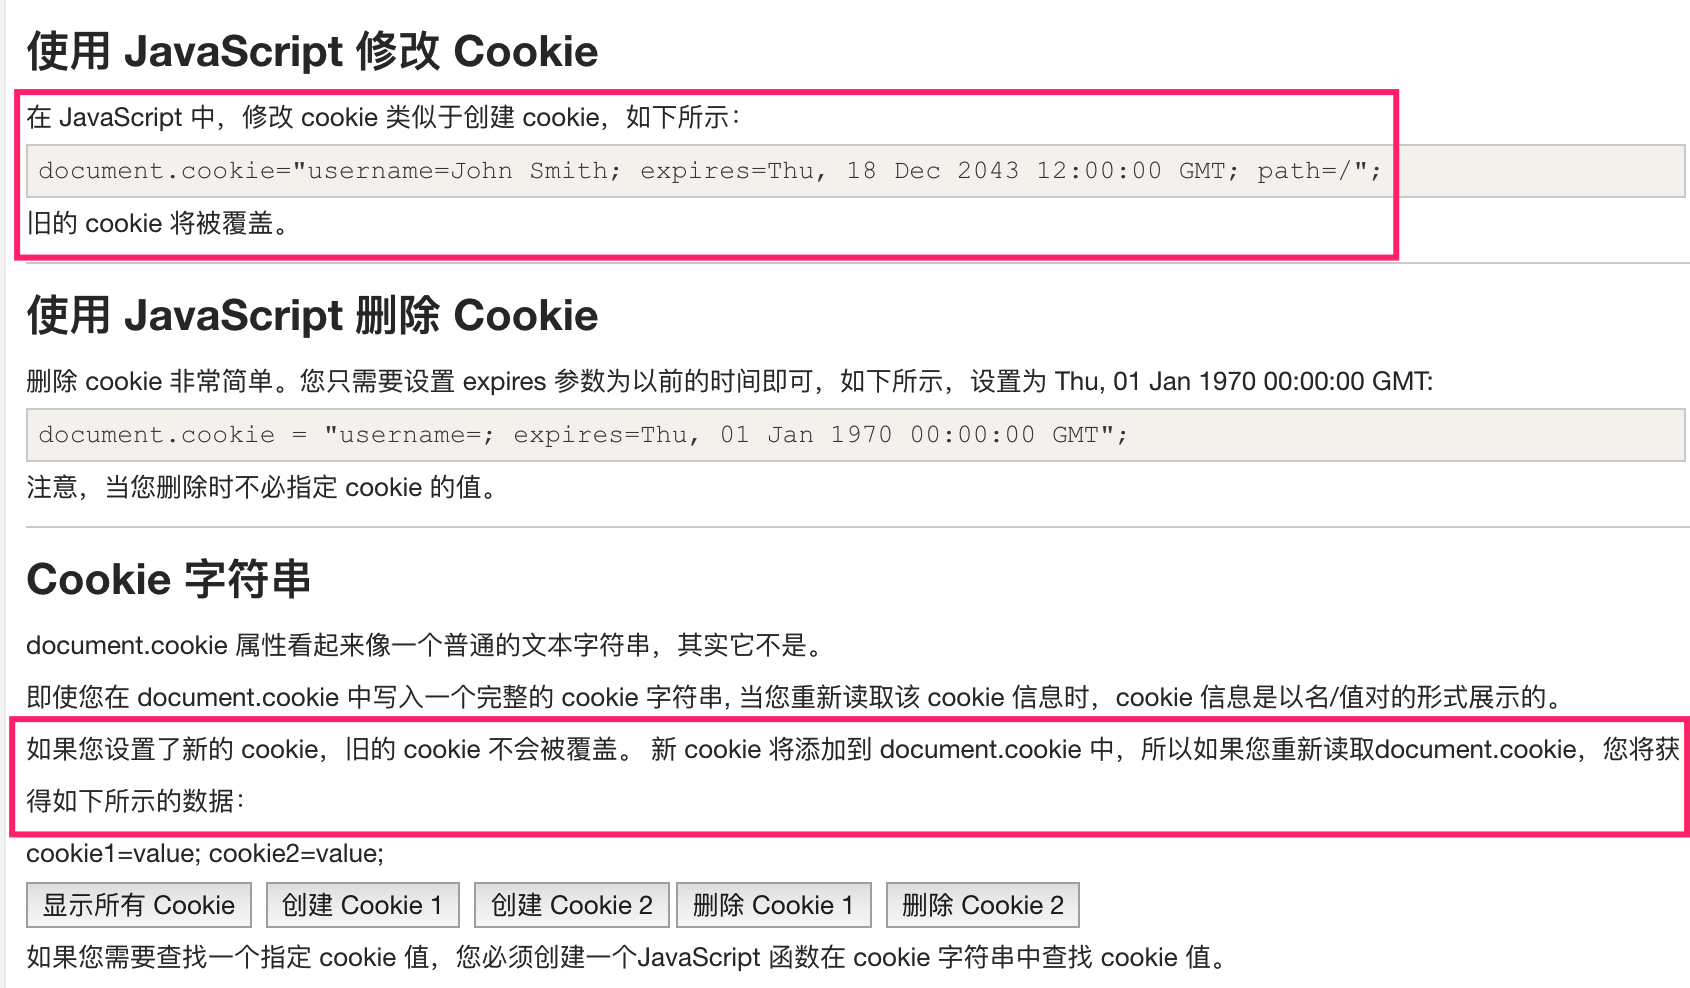 使用 JavaScript 修改 Cookie
在 JavaScript 中，修改 cookie 类似于创建 cookie，如下所示：
document.cookie="username=John Smith; expires=Thu, 18 Dec 2043 12:00:00 GMT; path=/";
旧的 cookie 将被覆盖。
使用 JavaScript 删除 Cookie
删除 cookie 非常简单。您只需要设置 expires 参数为以前的时间即可，如下所示，设置为 Thu, 01 Jan 1970 00:00:00 GMT:
document.cookie = "username=; expires=Thu, 01 Jan 1970 00:00:00 GMT";
注意，当您删除时不必指定 cookie 的值。
Cookie 字符串
document.cookie 属性看起来像一个普通的文本字符串，其实它不是。
即使您在 document.cookie 中写入一个完整的 cookie 字符串, 当您重新读取该 cookie 信息时，cookie 信息是以名/值对的形式展示的。
如果您设置了新的 cookie，旧的 cookie 不会被覆盖。 新 cookie 将添加到 document.cookie 中，所以如果您重新读取document.cookie，您将获
得如下所示的数据：
cookie1=value; cookie2=value;
显示所有 Cookie 创建 Cookie 1 创建 Cookie 2 删除 Cookie 1 删除 Cookie 2
如果您需要查找一个指定 cookie 值，您必须创建一个JavaScript 函数在 cookie 字符串中查找 cookie 值。